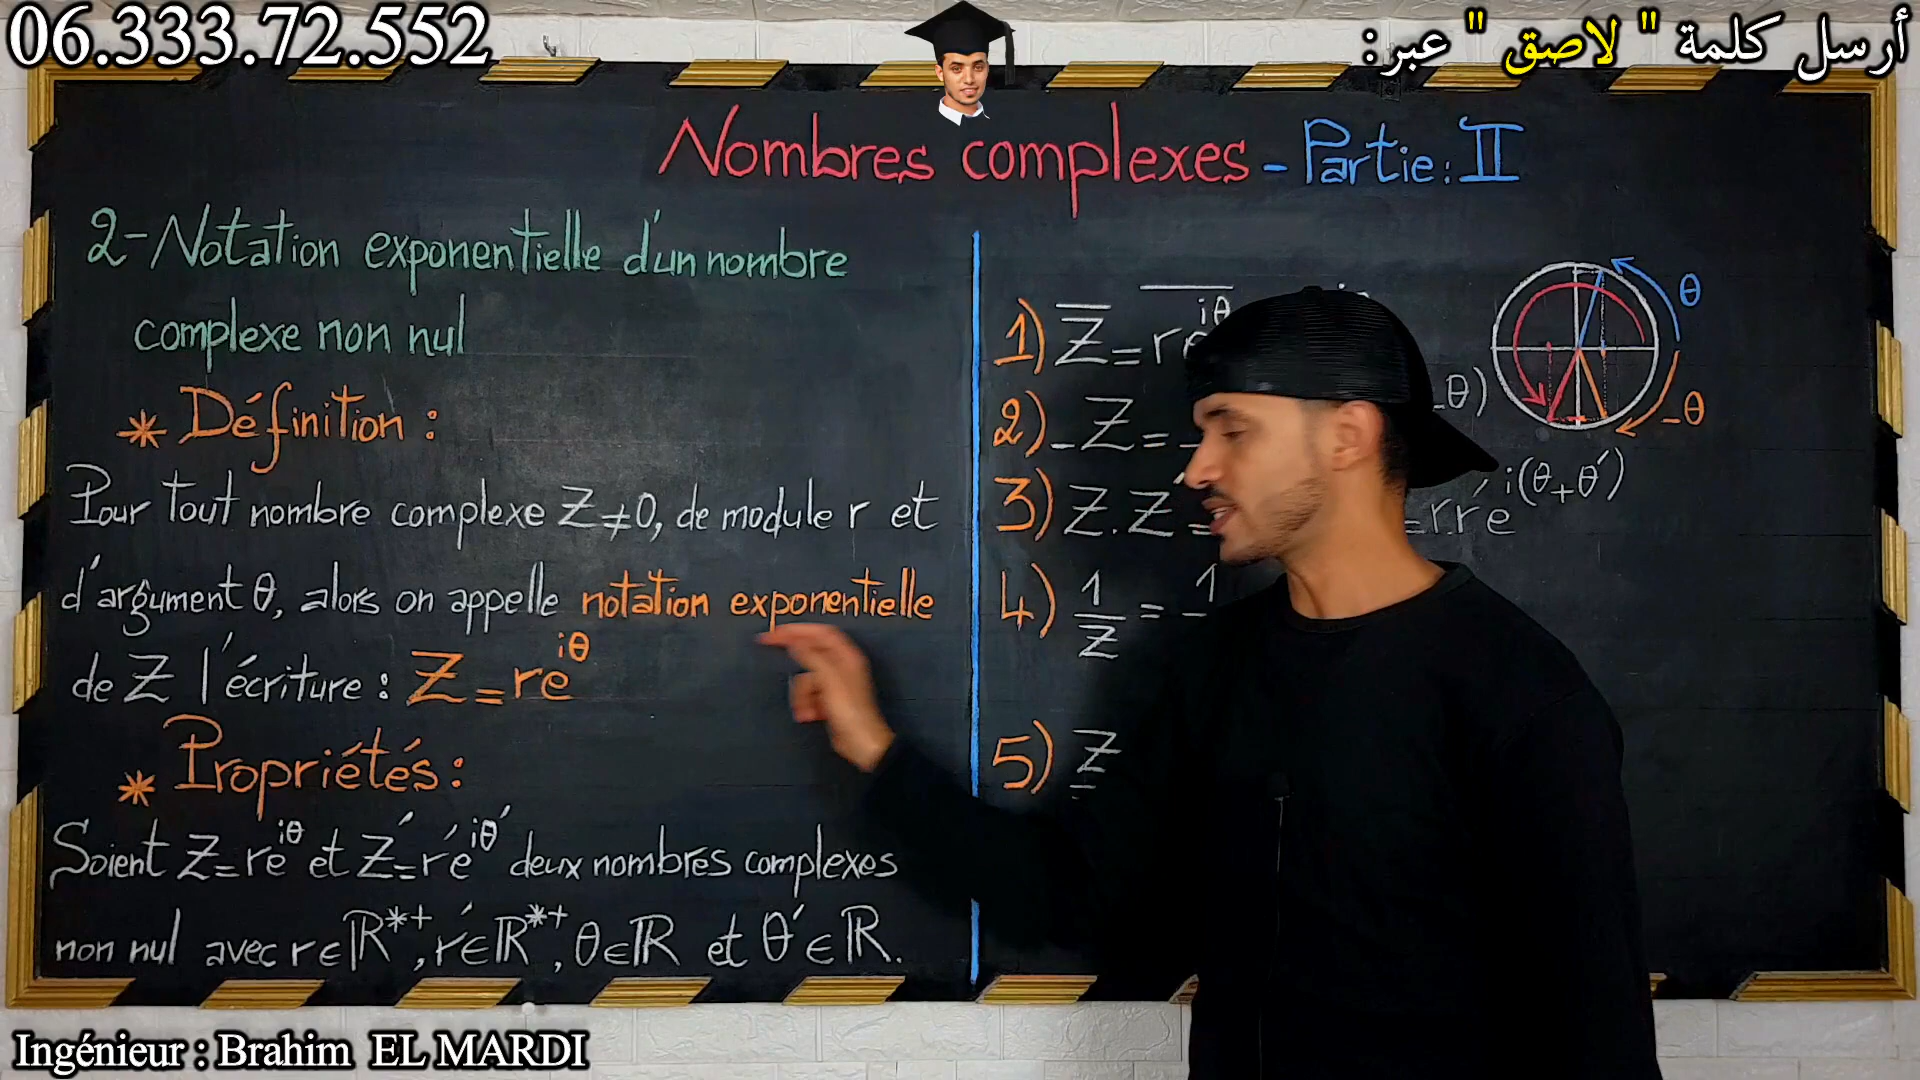 06.333.72.552
أرسل كلمة " لاصق " عبر:
Nombres complexes - Partie: II
2-Notation exponentielle d'un nombre
complexe non nul
* Définition :
Pour tout nombre complexe Z≠0, de module r et
d'argument θ, alors on appelle notation exponentielle
de Z l'écriture : Z=re^{iθ}
* Propriétés :
Soient Z=re^{iθ} et Z'=r'e^{iθ'} deux nombres complexes
non nul avec r∈ℝ*+, r'∈ℝ*+, θ∈ℝ et θ'∈ℝ.
1) Z̅ = re^{iθ}
2) -Z = - -θ)
3) Z.Z' = =rr'e^{i(θ+θ')}
4) 1/Z = 1
5) Z
θ
-θ
Ingénieur : Brahim EL MARDI